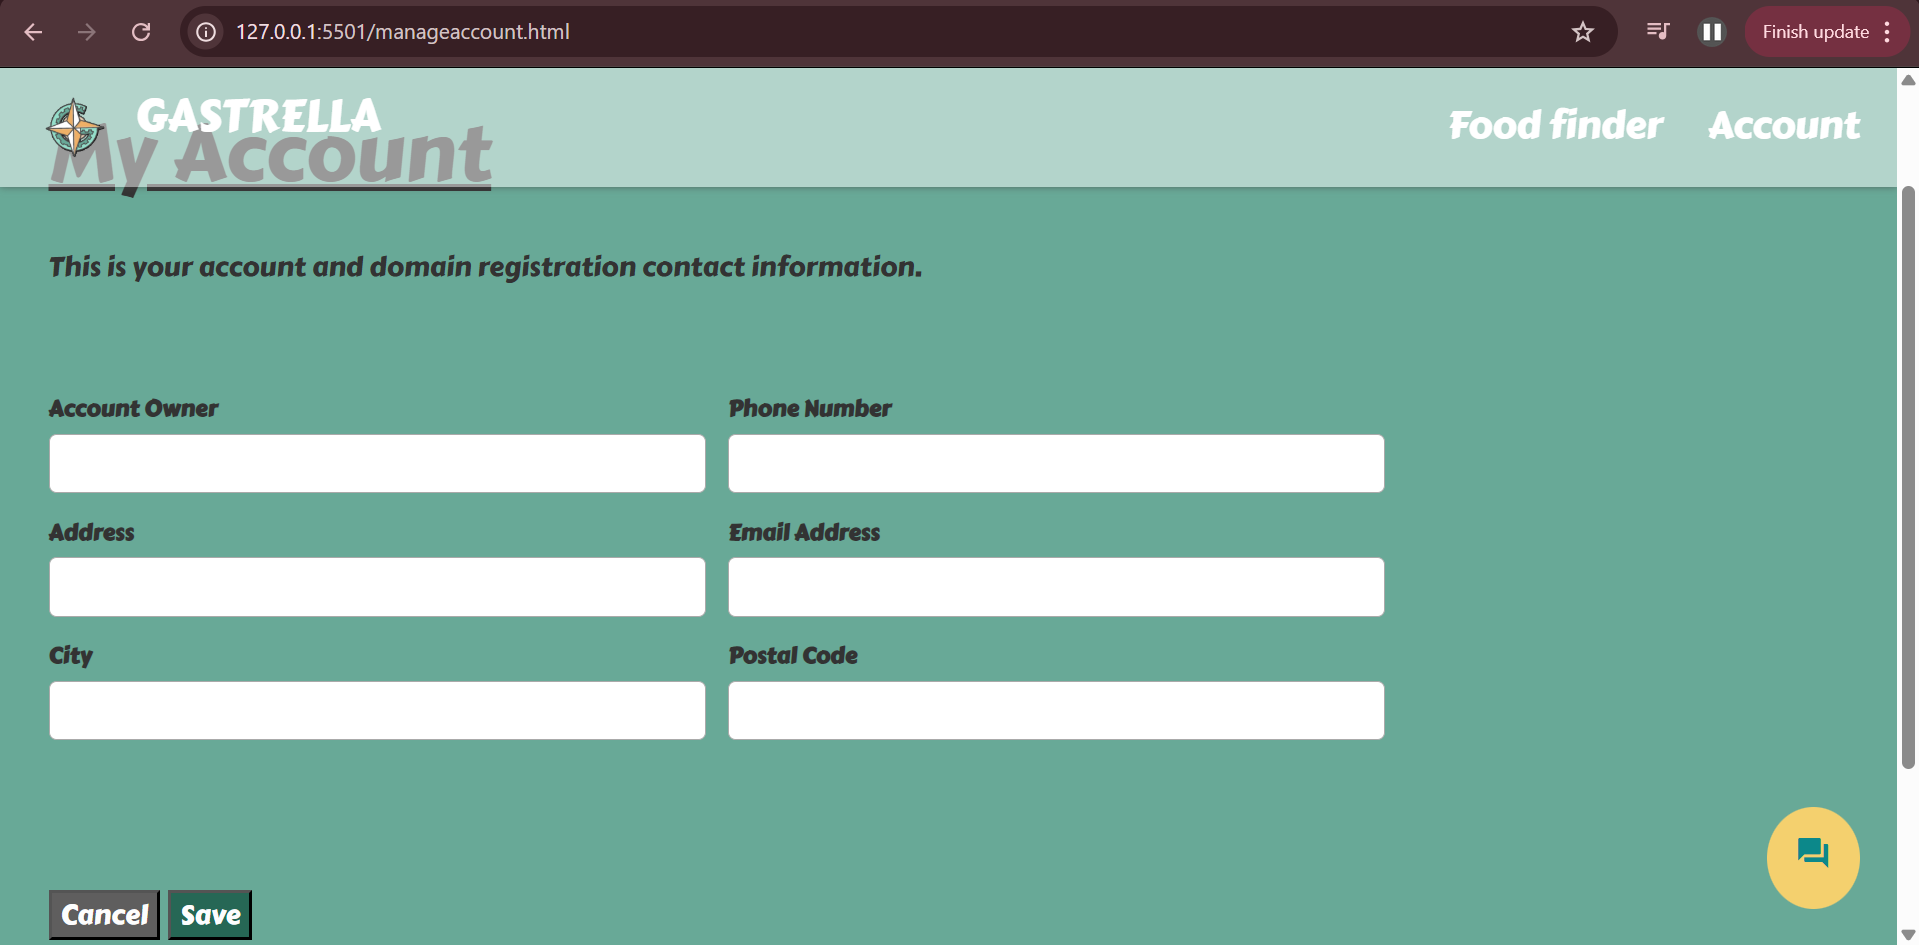 127.0.0.1:5501/manageaccount.html
Finish update
GASTRELLA
Food finder
Account
My Account
This is your account and domain registration contact information.
Account Owner
Phone Number
Address
Email Address
City
Postal Code
Cancel
Save